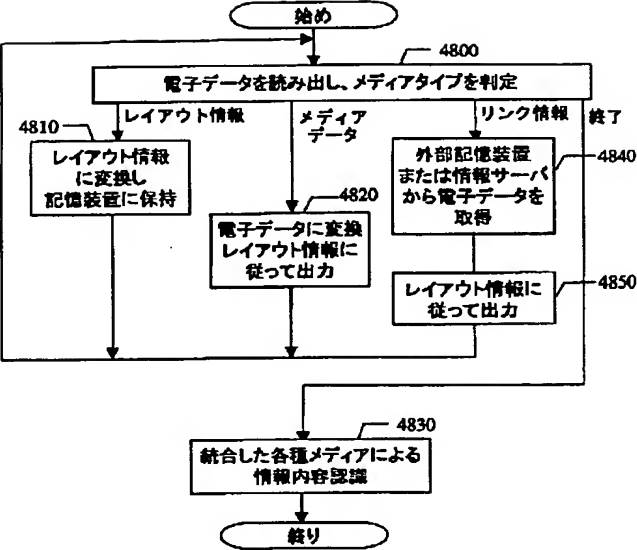 始め
4800
電子データを読み出し、メディアタイプを判定
レイアウト情報
メディア
データ
リンク情報
終了
4810
レイアウト情報
に変換し
記憶装置に保持
4820
電子データに変換
レイアウト情報に
従って出力
外部記憶装置
または情報サーバ
から電子データを
取得
4840
レイアウト情報に
従って出力
4850
4830
統合した各種メディアによる
情報内容認識
終り